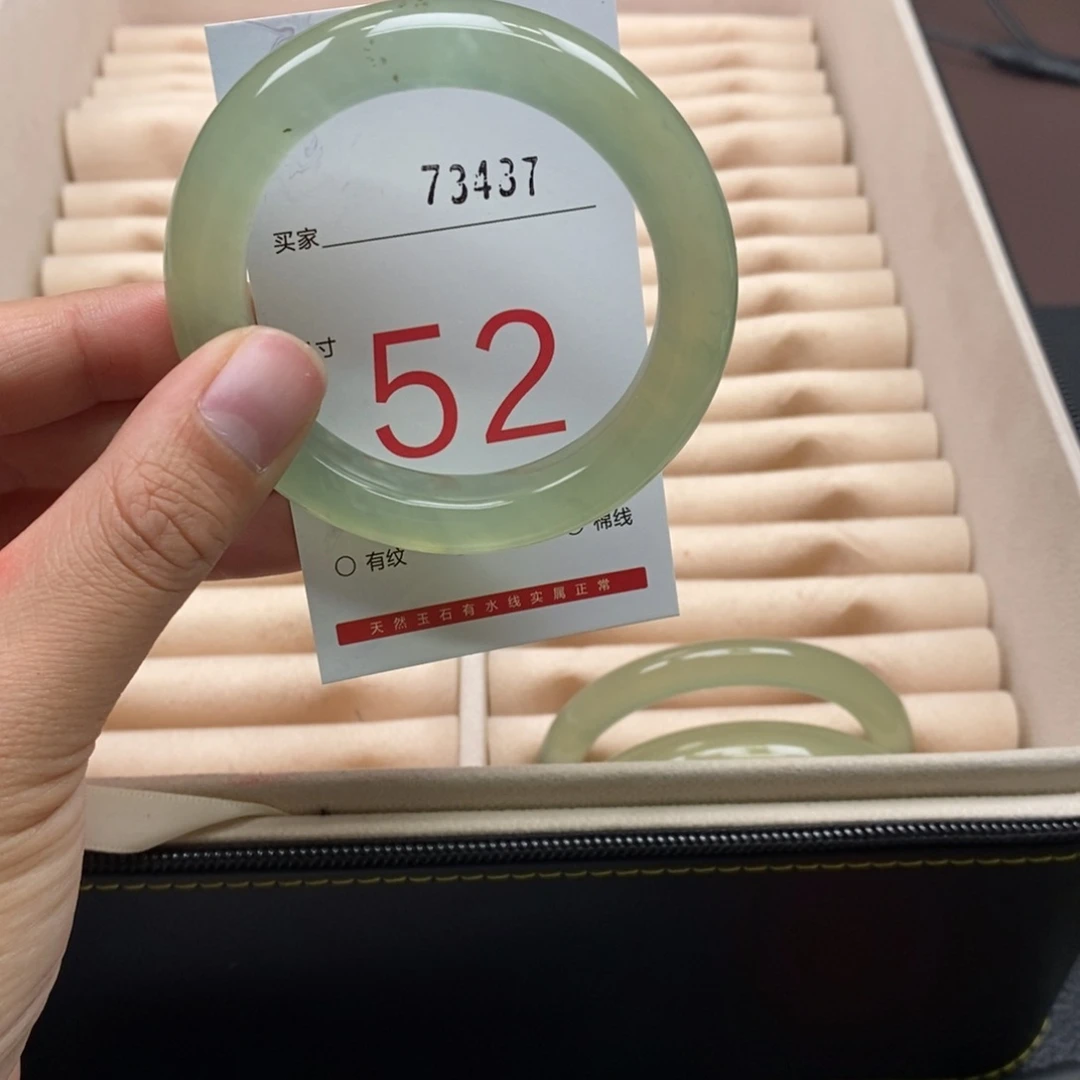 73437
买家
寸
52
有纹 棉线
天然玉石有水线实属正常